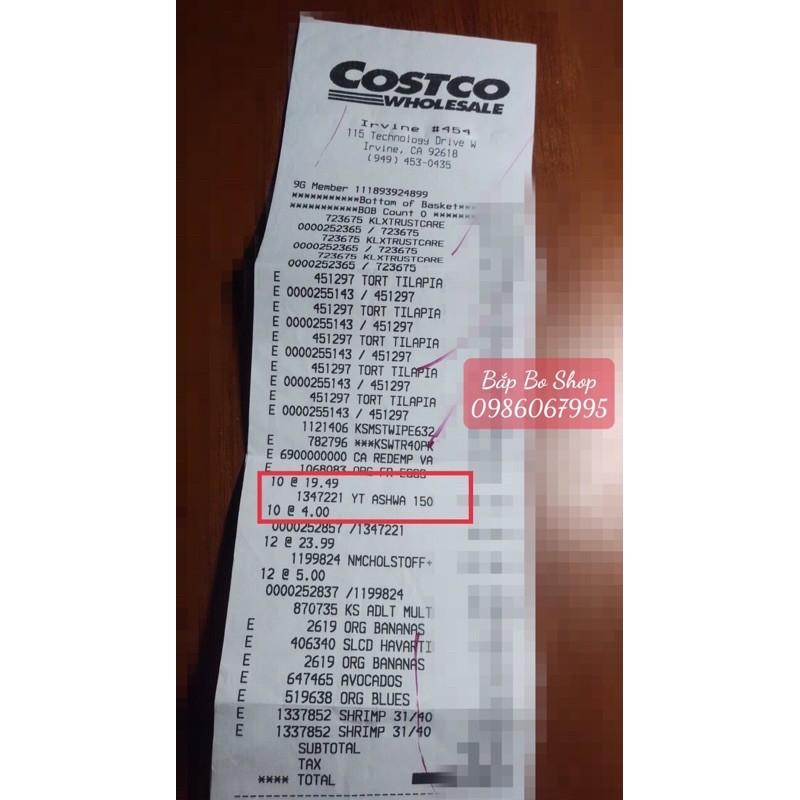 COSTCO
WHOLESALE
Irvine #454
115 Technology Drive W
Irvine, CA 92618
(949) 453-0435
9G Member 111893924899
***********Bottom of Basket***
***********BOB Count 0 *******
723675 KLXTRUSTCARE
0000252365 / 723675
723675 KLXTRUSTCARE
0000252365 / 723675
723675 KLXTRUSTCARE
0000252365 / 723675
E 451297 TORT TILAPIA
E 0000255143 / 451297
E 451297 TORT TILAPIA
E 0000255143 / 451297
E 451297 TORT TILAPIA
E 0000255143 / 451297
E 451297 TORT TILAPIA
E 0000255143 / 451297
E 451297 TORT TILAPIA
E 0000255143 / 451297
Bắp Bo Shop
0986067995
1121406 KSMSTWIPE632
E 782796 ***KSWTR40PK
E 6900000000 CA REDEMP VA
E 1068083 ORG FR EGGS
10 @ 19.49
1347221 YT ASHWA 150
10 @ 4.00
0000252857 /1347221
12 @ 23.99
1199824 NMCHOLSTOFF+
12 @ 5.00
0000252837 /1199824
870735 KS ADLT MULT
E 2619 ORG BANANAS
E 406340 SLCD HAVARTI
E 2619 ORG BANANAS
E 647465 AVOCADOS
E 519638 ORG BLUES
E 1337852 SHRIMP 31/40
E 1337852 SHRIMP 31/40
SUBTOTAL
TAX
**** TOTAL